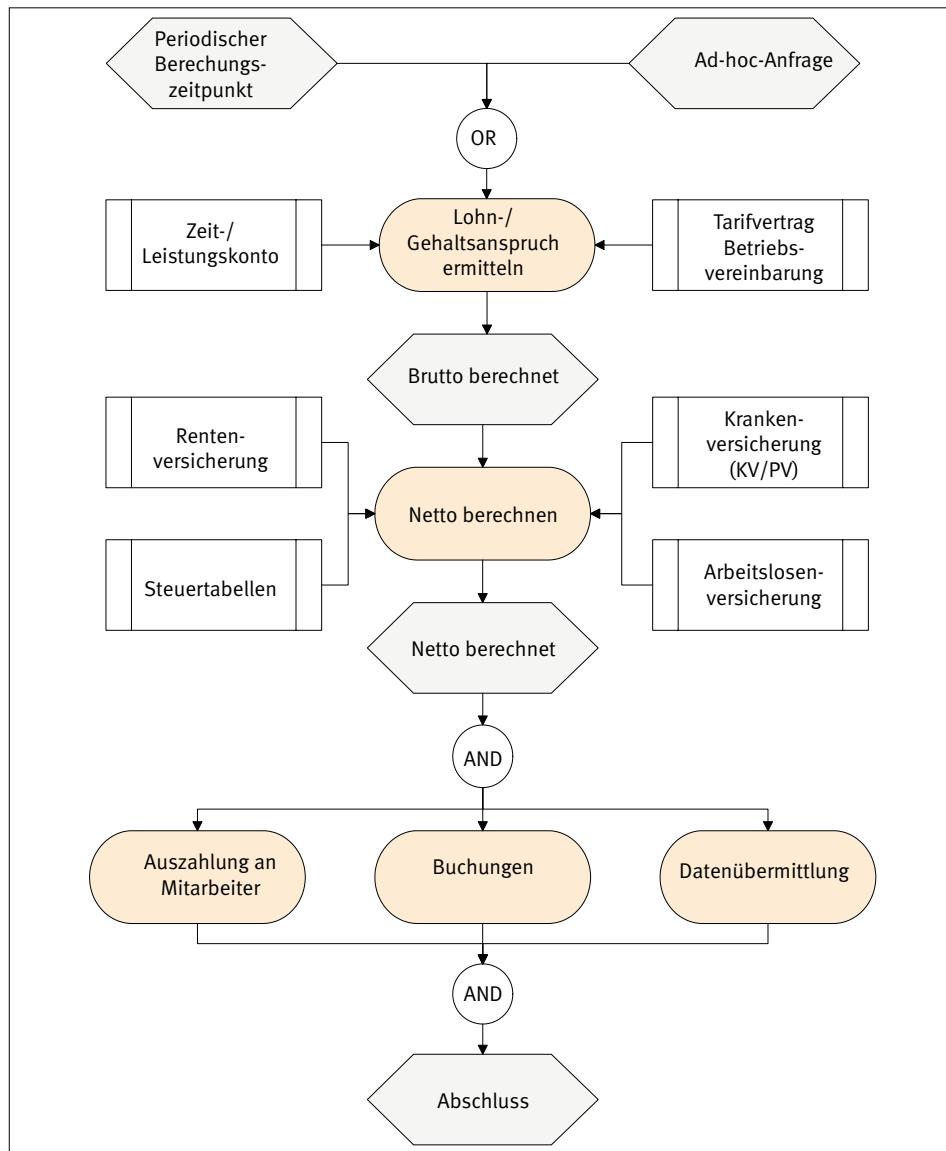 Periodischer
Berechungs-
zeitpunkt
Ad-hoc-Anfrage
OR
Zeit-/
Leistungskonto
Lohn-/
Gehaltsanspruch
ermitteln
Tarifvertrag
Betriebs-
vereinbarung
Brutto berechnet
Renten-
versicherung
Kranken-
versicherung
(KV/PV)
Netto berechnen
Steuertabellen
Arbeitslosen-
versicherung
Netto berechnet
AND
Auszahlung an
Mitarbeiter
Buchungen
Datenübermittlung
AND
Abschluss